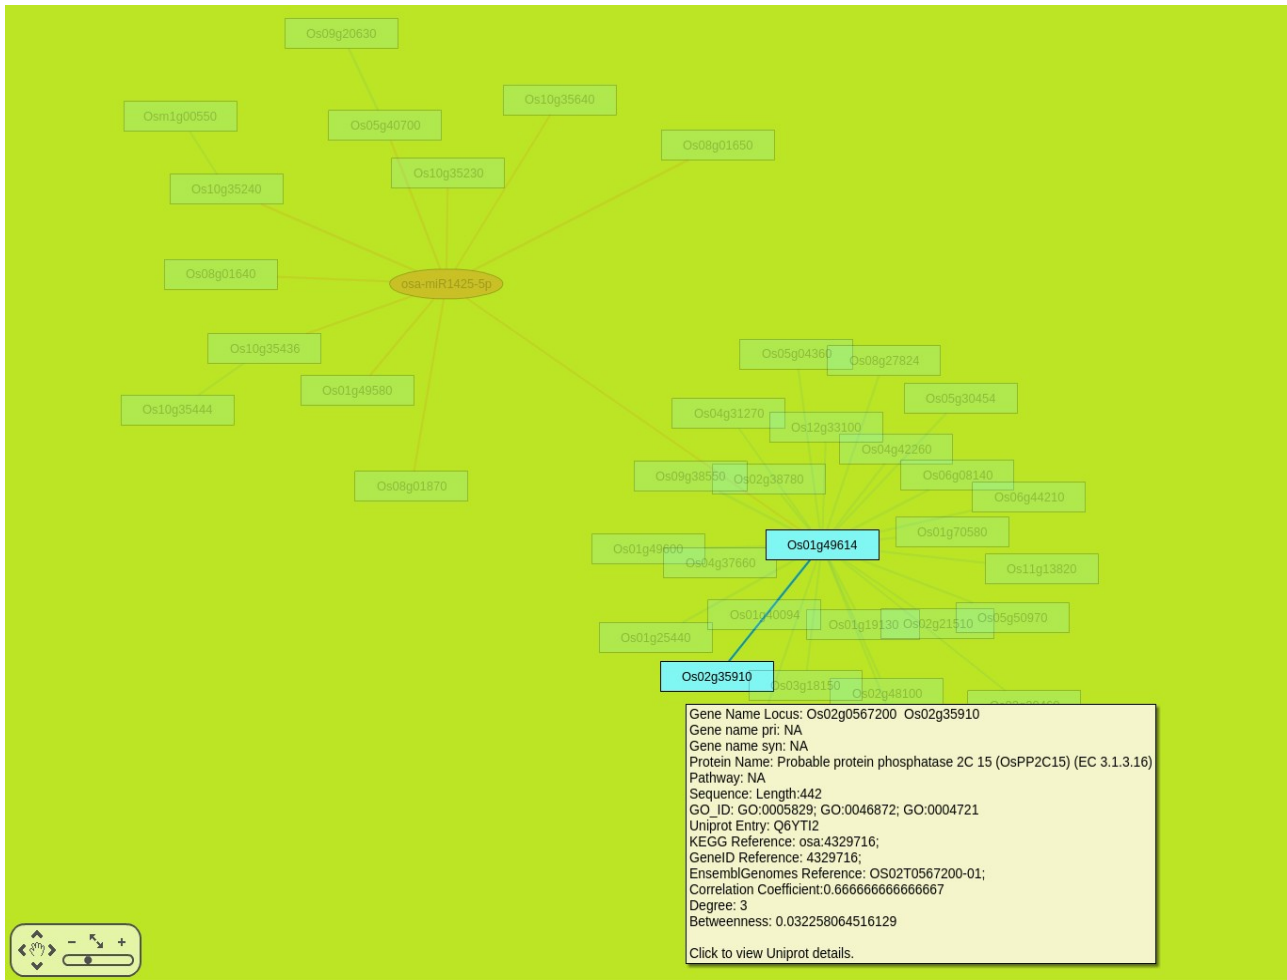 Os09g20630
Os10g35640
Osm1g00550
Os05g40700
Os08g01650
Os10g35230
Os10g35240
Os08g01640
osa-miR1425-5p
Os10g35436
Os05g04360
Os08g27824
Os01g49580
Os05g30454
Os10g35444
Os04g31270
Os12g33100
Os04g42260
Os09g38550
Os02g38780
Os06g08140
Os08g01870
Os06g44210
Os01g70580
Os01g49614
Os01g49600
Os04g37660
Os11g13820
Os01g40094
Os05g50970
Os01g19130
Os02g21510
Os01g25440
Os02g35910
Os03g18150
Os02g48100
Gene Name Locus: Os02g0567200 Os02g35910
Gene name pri: NA
Gene name syn: NA
Protein Name: Probable protein phosphatase 2C 15 (OsPP2C15) (EC 3.1.3.16)
Pathway: NA
Sequence: Length:442
GO_ID: GO:0005829; GO:0046872; GO:0004721
Uniprot Entry: Q6YTI2
KEGG Reference: osa:4329716;
GeneID Reference: 4329716;
EnsemblGenomes Reference: OS02T0567200-01;
Correlation Coefficient:0.666666666666667
Degree: 3
Betweenness: 0.032258064516129
Click to view Uniprot details.